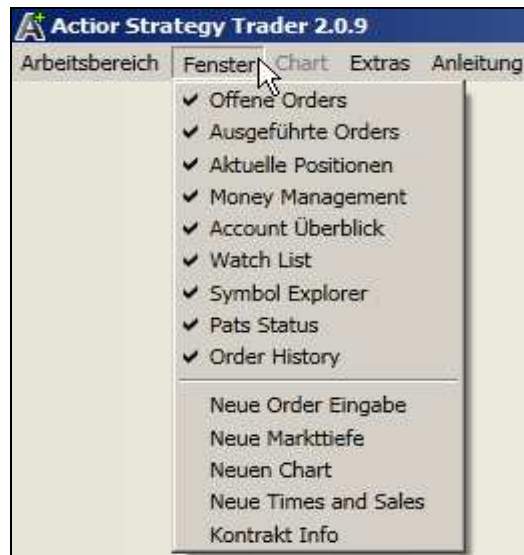 Actior Strategy Trader 2.0.9
Arbeitsbereich Fenster Chart Extras Anleitung
Offene Orders
Ausgeführte Orders
Aktuelle Positionen
Money Management
Account Überblick
Watch List
Symbol Explorer
Pats Status
Order History
Neue Order Eingabe
Neue Markttiefe
Neuen Chart
Neue Times and Sales
Kontrakt Info